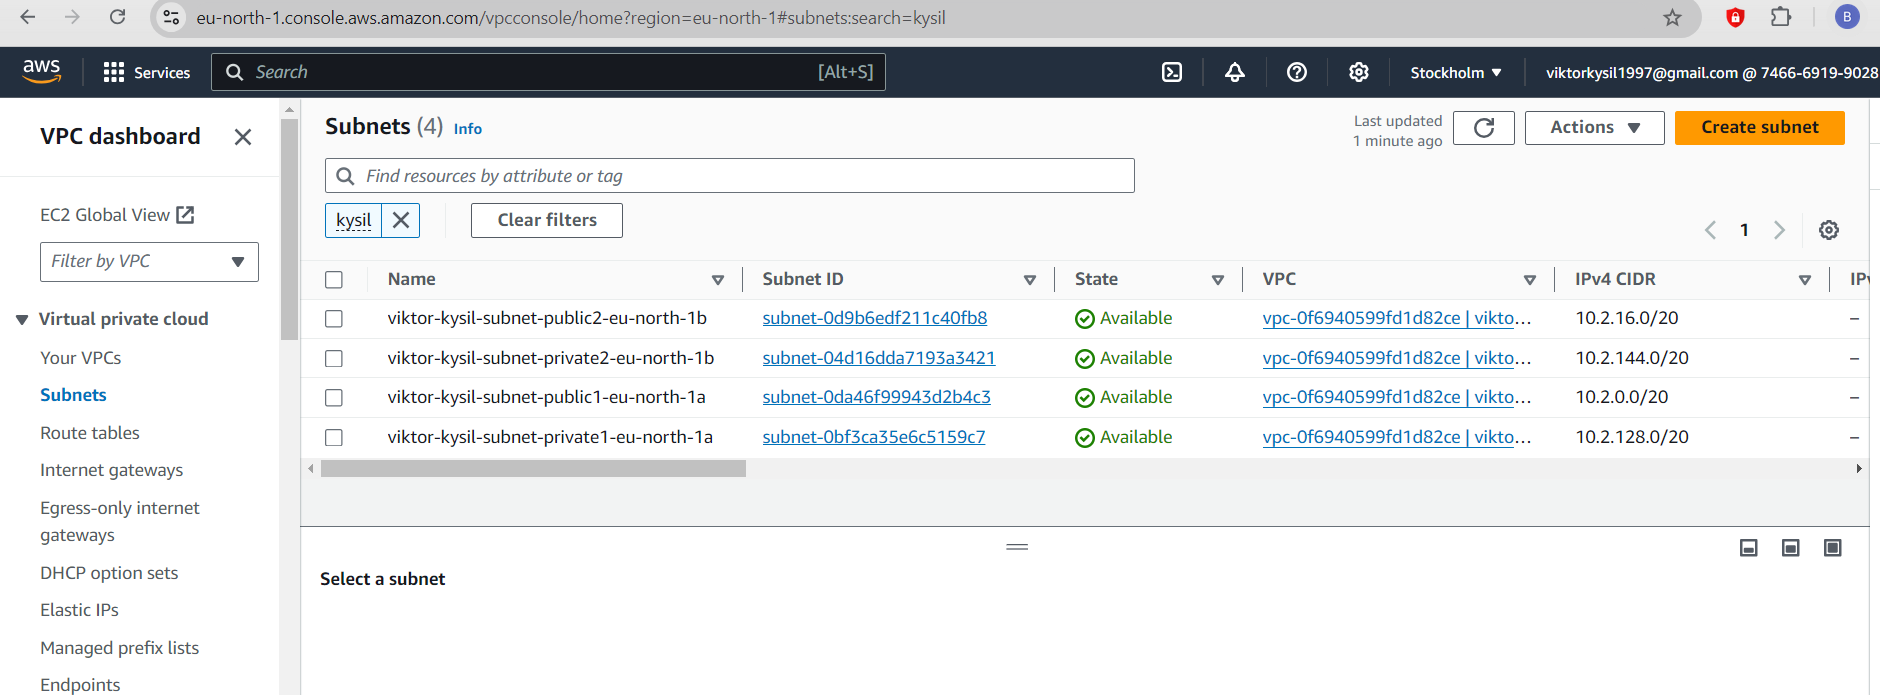 eu-north-1.console.aws.amazon.com/vpcconsole/home?region=eu-north-1#subnets:search=kysil
B
aws
Services
Search
[Alt+S]
Stockholm
viktorkysil1997@gmail.com @ 7466-6919-9028
VPC dashboard
EC2 Global View
Filter by VPC
Virtual private cloud
Your VPCs
Subnets
Route tables
Internet gateways
Egress-only internet
gateways
DHCP option sets
Elastic IPs
Managed prefix lists
Endpoints
Subnets (4) Info
Last updated
1 minute ago
Actions
Create subnet
Find resources by attribute or tag
kysil
Clear filters
1
Name Subnet ID State VPC IPv4 CIDR IPv
viktor-kysil-subnet-public2-eu-north-1b subnet-0d9b6edf211c40fb8 Available vpc-0f6940599fd1d82ce | vikto... 10.2.16.0/20 –
viktor-kysil-subnet-private2-eu-north-1b subnet-04d16dda7193a3421 Available vpc-0f6940599fd1d82ce | vikto... 10.2.144.0/20 –
viktor-kysil-subnet-public1-eu-north-1a subnet-0da46f99943d2b4c3 Available vpc-0f6940599fd1d82ce | vikto... 10.2.0.0/20 –
viktor-kysil-subnet-private1-eu-north-1a subnet-0bf3ca35e6c5159c7 Available vpc-0f6940599fd1d82ce | vikto... 10.2.128.0/20 –
Select a subnet